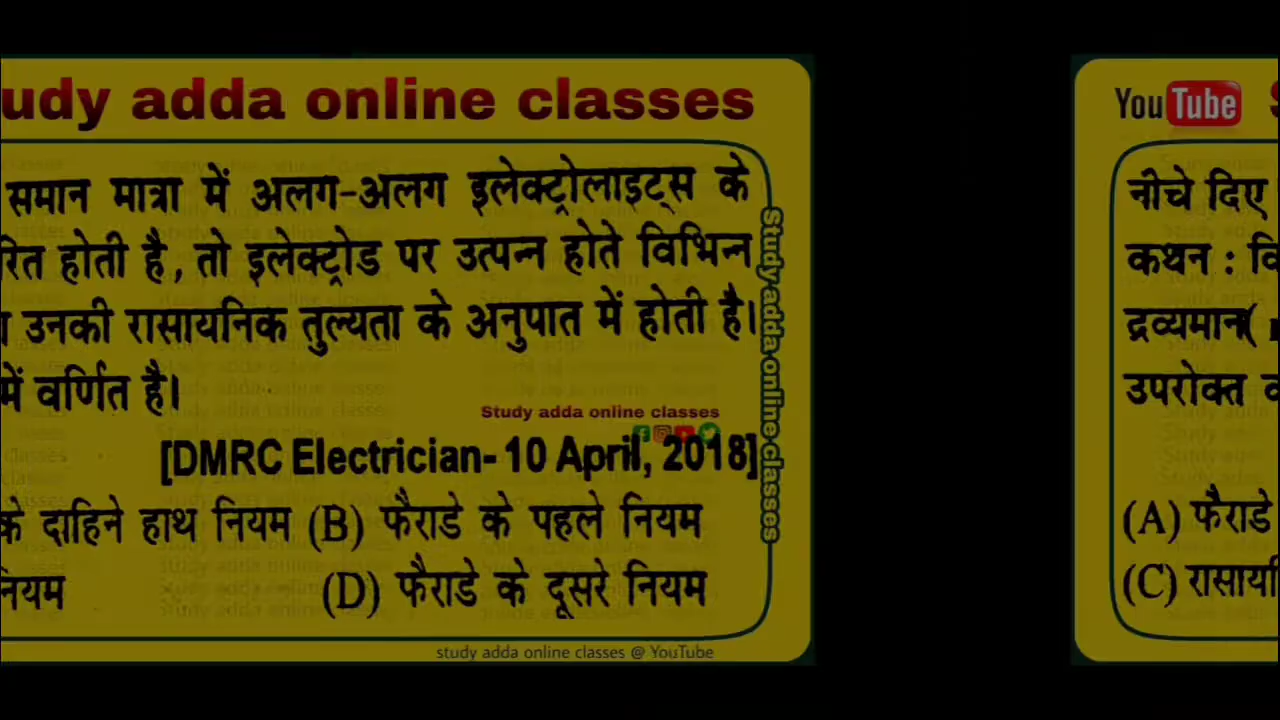 udy adda online classes
समान मात्रा में अलग-अलग इलेक्ट्रोलाइट्स के
रित होती है, तो इलेक्ट्रोड पर उत्पन्न होते विभिन्न
उनकी रासायनिक तुल्यता के अनुपात में होती है।
में वर्णित है।
Study adda online classes
[DMRC Electrician- 10 April, 2018]
के दाहिने हाथ नियम (B) फैराडे के पहले नियम
नियम (D) फैराडे के दूसरे नियम
Study adda online classes
study adda online classes @ YouTube
YouTube
नीचे दिए
कथन : वि
द्रव्यमान(
उपरोक्त
(A) फैराडे
(C) रासायनि